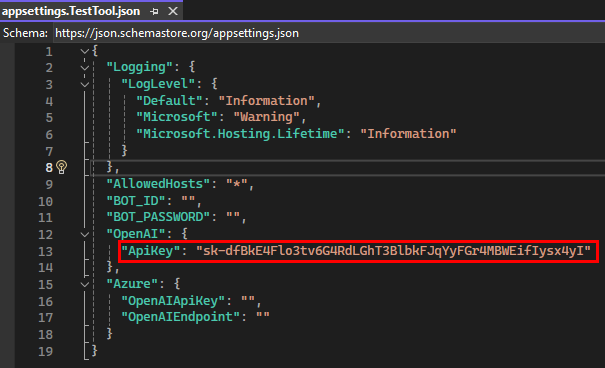 appsettings.TestTool.json
Schema: https://json.schemastore.org/appsettings.json
1 {
2 "Logging": {
3 "LogLevel": {
4 "Default": "Information",
5 "Microsoft": "Warning",
6 "Microsoft.Hosting.Lifetime": "Information"
7 }
8 },
9 "AllowedHosts": "*",
10 "BOT_ID": "",
11 "BOT_PASSWORD": "",
12 "OpenAI": {
13 "ApiKey": "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"
14 },
15 "Azure": {
16 "OpenAIApiKey": "",
17 "OpenAIEndpoint": ""
18 }
19 }